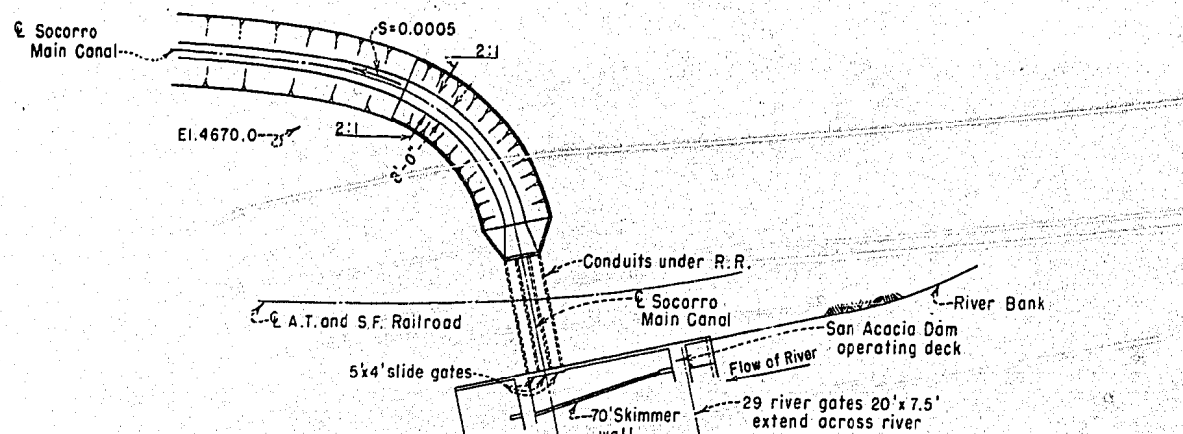 ℄ Socorro
Main Canal
S=0.0005
2:1
El. 4670.0
2:1
8'-0"
Conduits under R.R.
℄ Socorro
Main Canal
River Bank
℄ A.T. and S.F. Railroad
San Acacia Dam
operating deck
Flow of River
5'x4' slide gates
70' Skimmer
wall
29 river gates 20' x 7.5'
extend across river